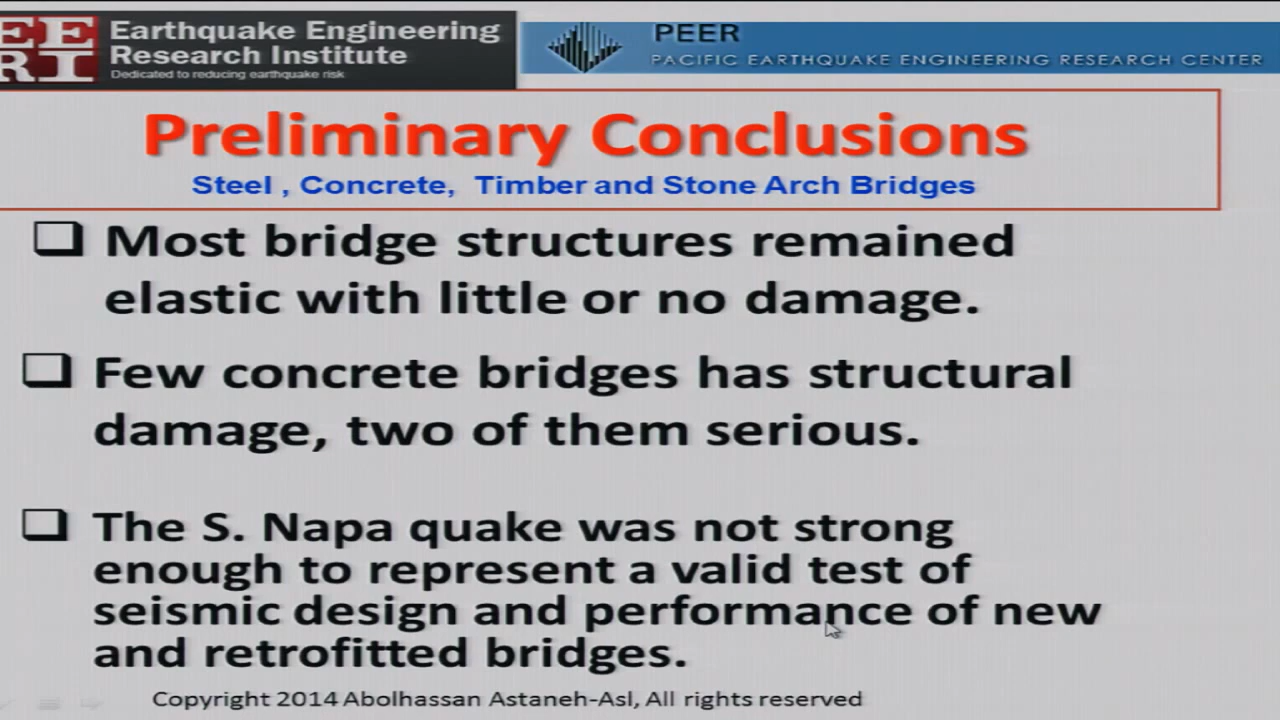 EERI
Earthquake Engineering
Research Institute
Dedicated to reducing earthquake risk
PEER
PACIFIC EARTHQUAKE ENGINEERING RESEARCH CENTER
Preliminary Conclusions
Steel , Concrete, Timber and Stone Arch Bridges
Most bridge structures remained
elastic with little or no damage.
Few concrete bridges has structural
damage, two of them serious.
The S. Napa quake was not strong
enough to represent a valid test of
seismic design and performance of new
and retrofitted bridges.
Copyright 2014 Abolhassan Astaneh-Asl, All rights reserved